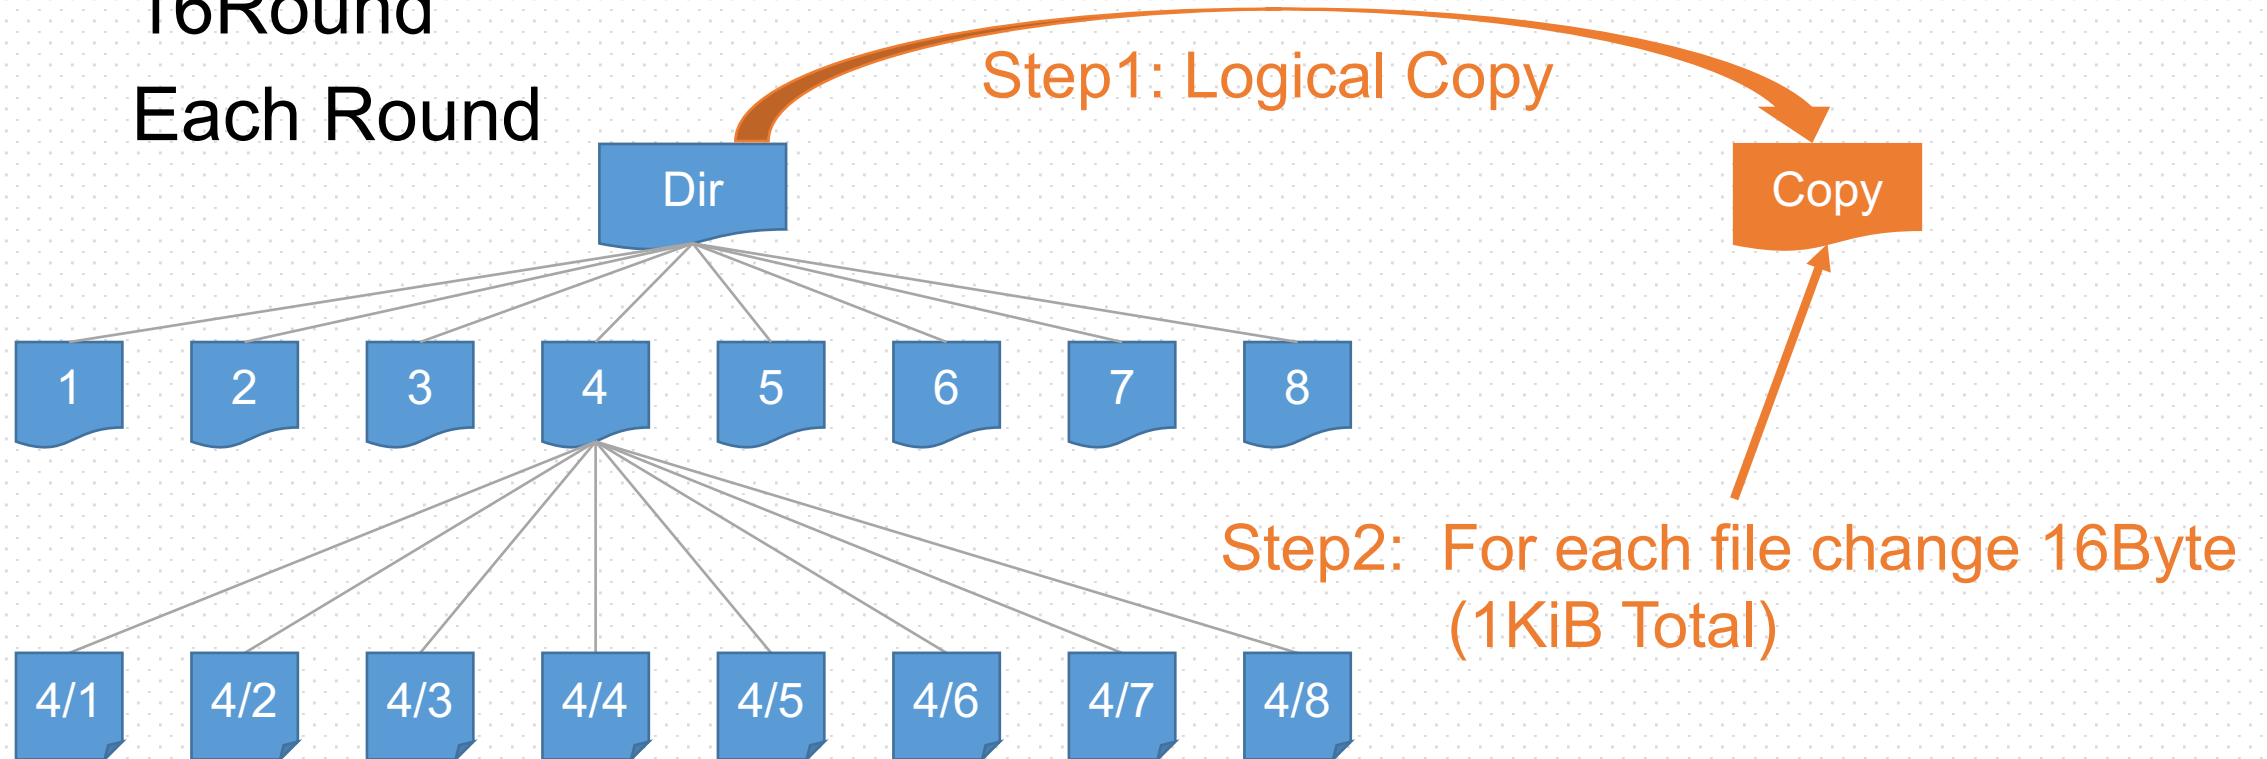 16Round
Each Round
Step1: Logical Copy
Dir
Copy
1
2
3
4
5
6
7
8
Step2: For each file change 16Byte
(1KiB Total)
4/1
4/2
4/3
4/4
4/5
4/6
4/7
4/8